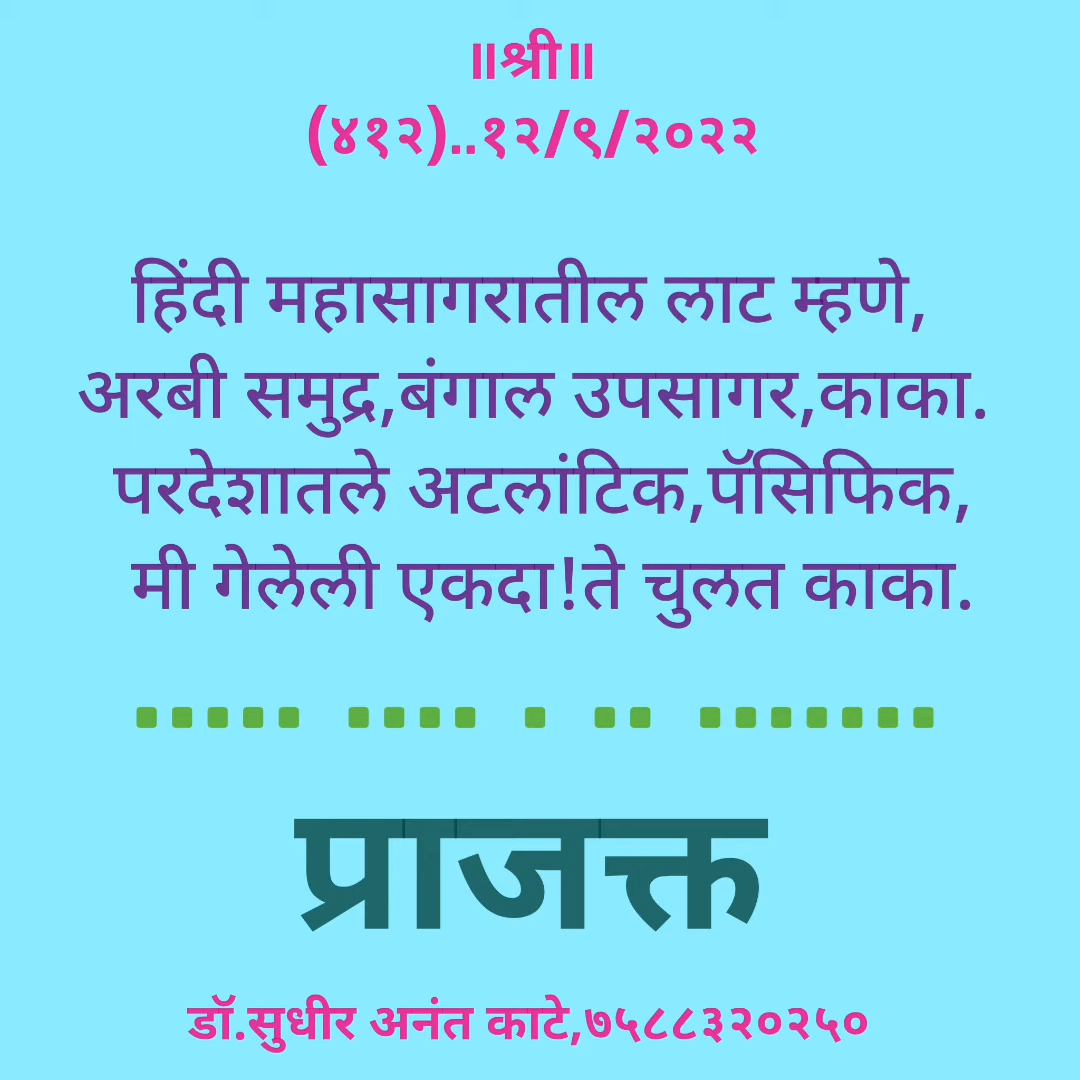 ॥श्री॥
(४१२)..१२/९/२०२२
हिंदी महासागरातील लाट म्हणे,
अरबी समुद्र,बंगाल उपसागर,काका.
परदेशातले अटलांटिक,पॅसिफिक,
मी गेलेली एकदा!ते चुलत काका.
प्राजक्त
डॉ.सुधीर अनंत काटे,७५८८३२०२५०